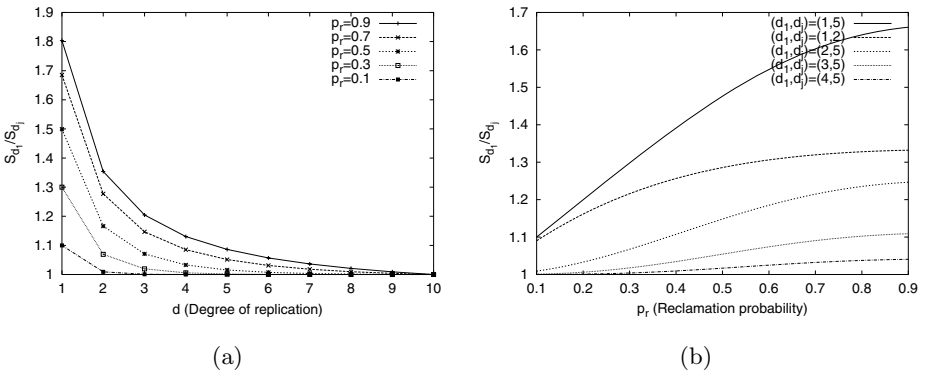 1.9
1.8
1.7
1.6
1.5
1.4
1.3
1.2
1.1
1
S_{d_1}/S_{d_j}
p_r=0.9
p_r=0.7
p_r=0.5
p_r=0.3
p_r=0.1
1 2 3 4 5 6 7 8 9 10
d (Degree of replication)
(a)
1.7
1.6
1.5
1.4
1.3
1.2
1.1
1
S_{d_1}/S_{d_j}
(d_1,d_j)=(1,5)
(d_1,d_j)=(1,2)
(d_1,d_j)=(2,5)
(d_1,d_j)=(3,5)
(d_1,d_j)=(4,5)
0.1 0.2 0.3 0.4 0.5 0.6 0.7 0.8 0.9
p_r (Reclamation probability)
(b)